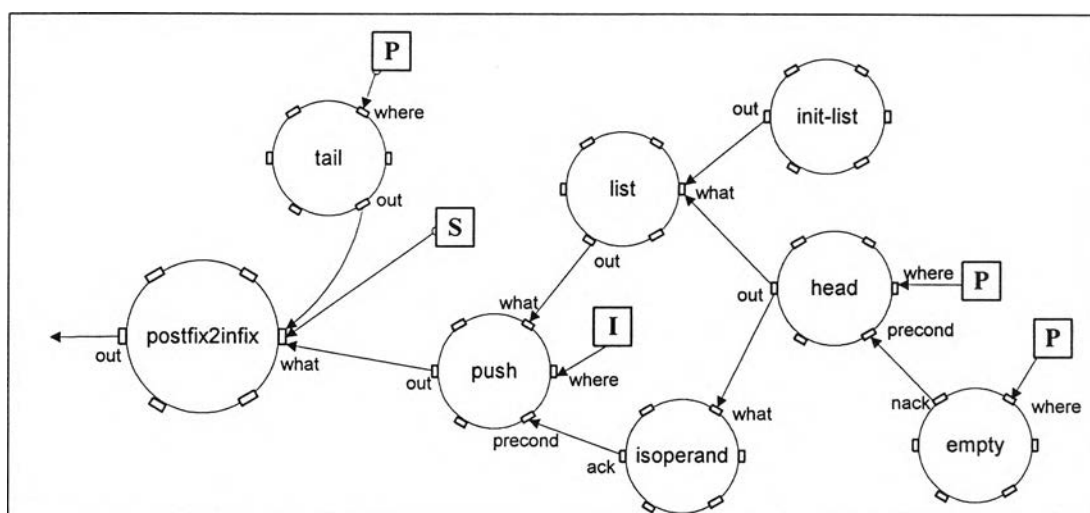 P
where
tail
out
S
postfix2infix
out
what
init-list
out
list
what
out
head
where
P
out
precond
what
I
push
where
out
precond
what
isoperand
ack
P
nack
where
empty